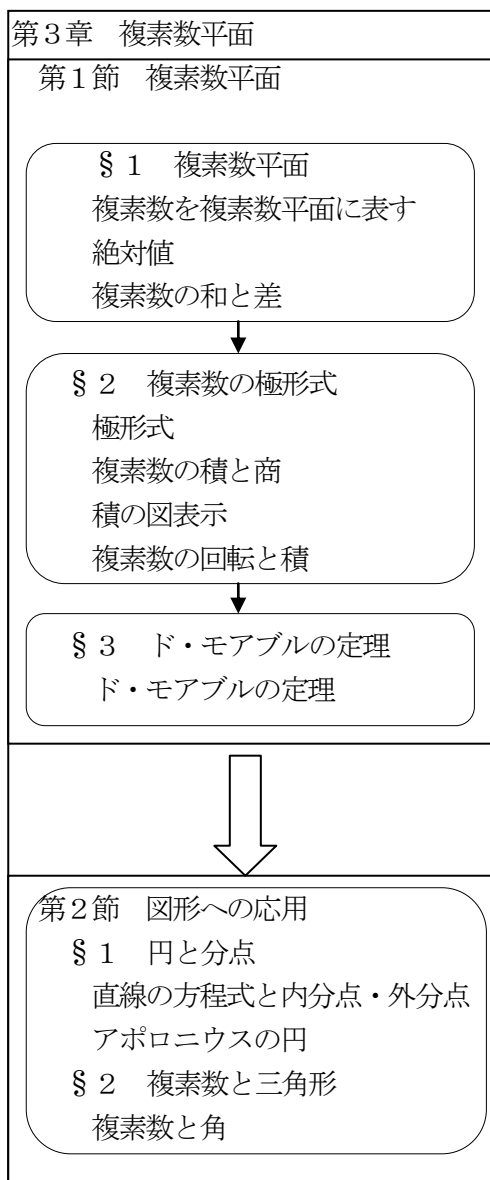 第３章　複素数平面
第１節　複素数平面
§１　複素数平面
複素数を複素数平面に表す
絶対値
複素数の和と差
§２　複素数の極形式
極形式
複素数の積と商
積の図表示
複素数の回転と積
§３　ド・モアブルの定理
ド・モアブルの定理
第２節　図形への応用
§１　円と分点
直線の方程式と内分点・外分点
アポロニウスの円
§２　複素数と三角形
複素数と角